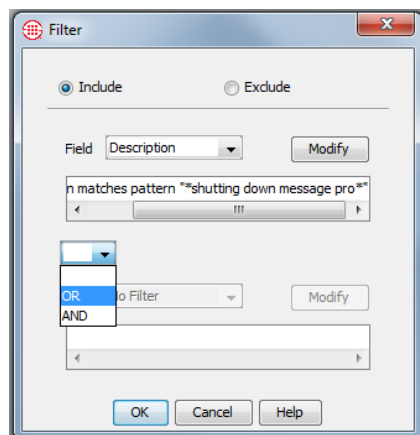 Filter
Include Exclude
Field Description Modify
n matches pattern "*shutting down message pro*"
OR
Filter Modify
AND
OK Cancel Help